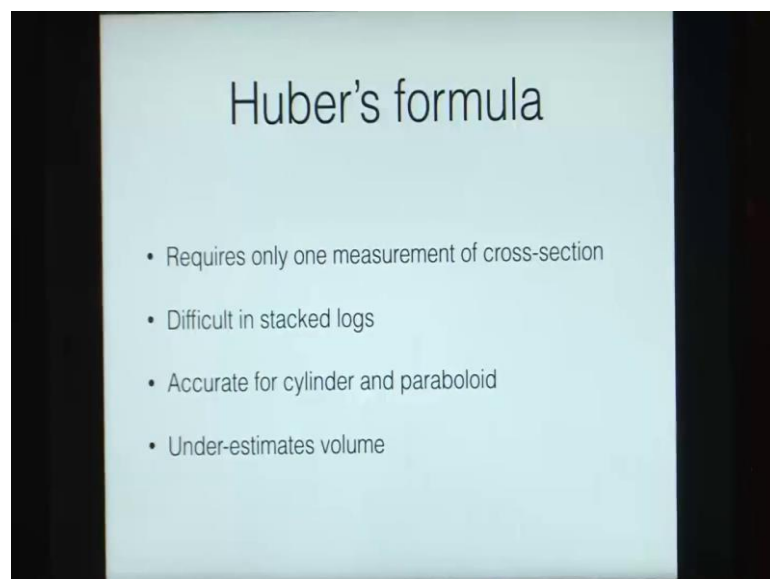 Huber's formula
• Requires only one measurement of cross-section
• Difficult in stacked logs
• Accurate for cylinder and paraboloid
• Under-estimates volume